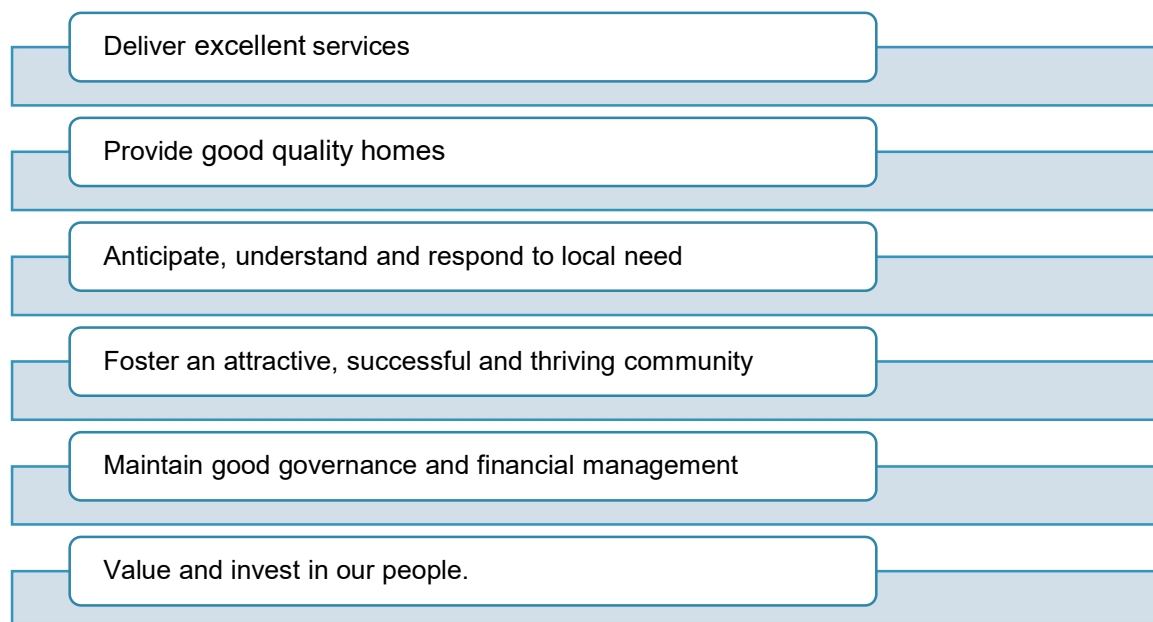 Deliver excellent services
Provide good quality homes
Anticipate, understand and respond to local need
Foster an attractive, successful and thriving community
Maintain good governance and financial management
Value and invest in our people.